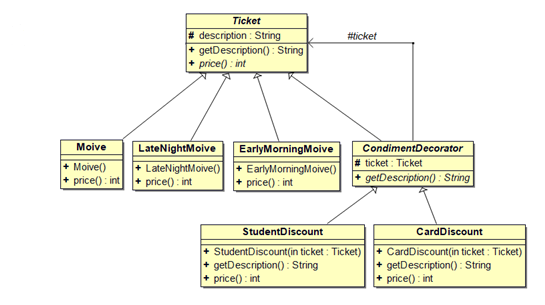 Ticket
# description : String
+ getDescription() : String
+ price() : int
#ticket
Moive
+ Moive()
+ price() : int
LateNightMoive
+ LateNightMoive()
+ price() : int
EarlyMorningMoive
+ EarlyMorningMoive()
+ price() : int
CondimentDecorator
# ticket : Ticket
+ getDescription() : String
StudentDiscount
+ StudentDiscount(in ticket : Ticket)
+ getDescription() : String
+ price() : int
CardDiscount
+ CardDiscount(in ticket : Ticket)
+ getDescription() : String
+ price() : int